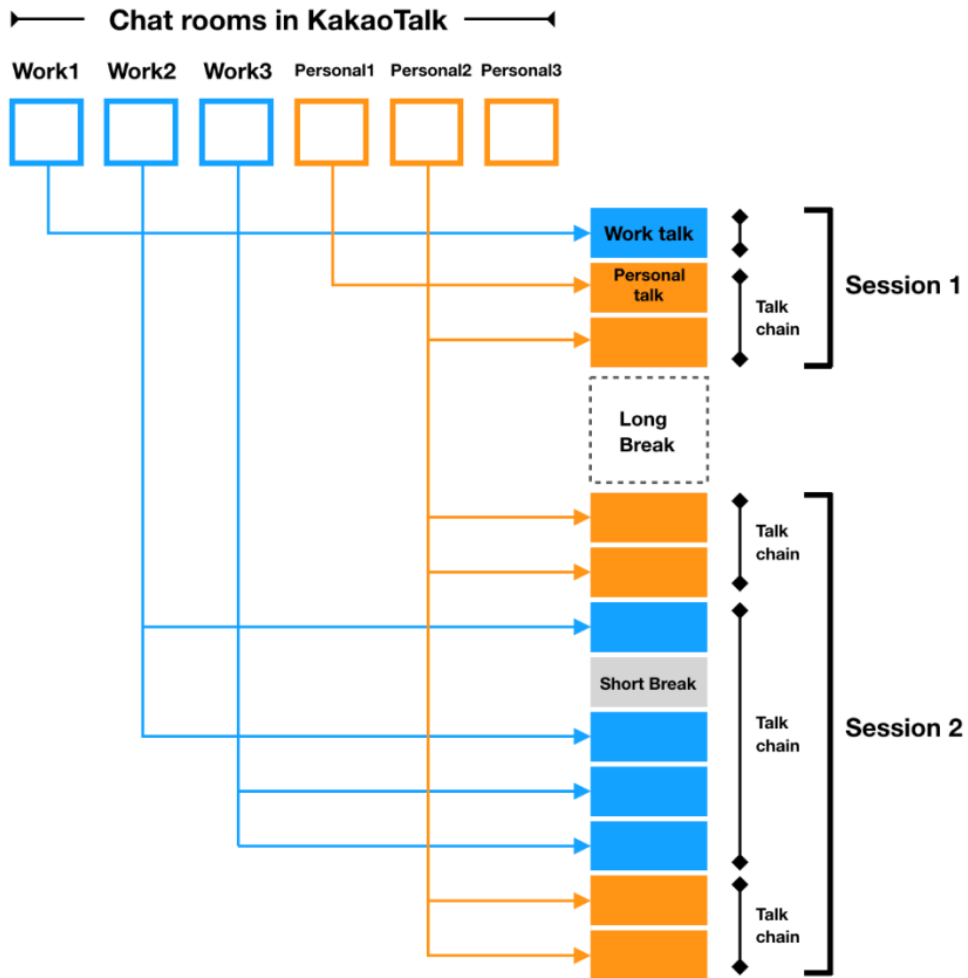 Chat rooms in KakaoTalk
Work1 Work2 Work3 Personal1 Personal2 Personal3
Work talk
Personal
talk
Talk
chain
Session 1
Long
Break
Talk
chain
Short Break
Talk
chain
Session 2
Talk
chain